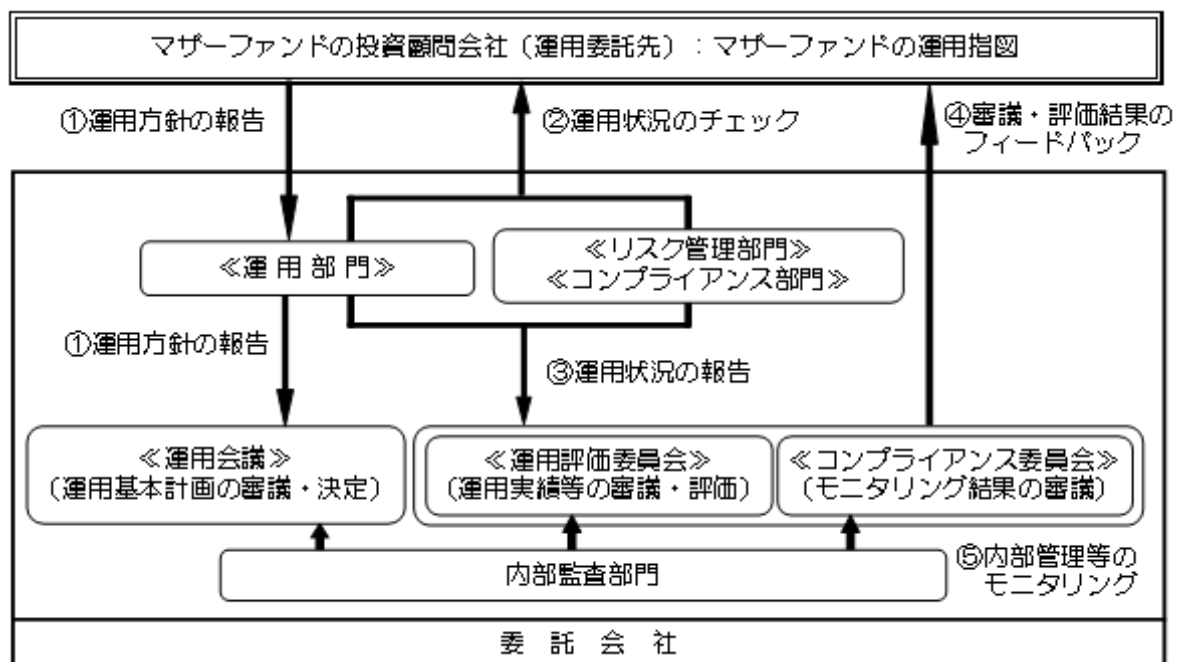 マザーファンドの投資顧問会社（運用委託先）：マザーファンドの運用指図
①運用方針の報告
②運用状況のチェック
④審議・評価結果の
フィードバック
≪運用部門≫
≪リスク管理部門≫
≪コンプライアンス部門≫
①運用方針の報告
③運用状況の報告
≪運用会議≫
（運用基本計画の審議・決定）
≪運用評価委員会≫
（運用実績等の審議・評価）
≪コンプライアンス委員会≫
（モニタリング結果の審議）
内部監査部門
⑤内部管理等の
モニタリング
委託会社